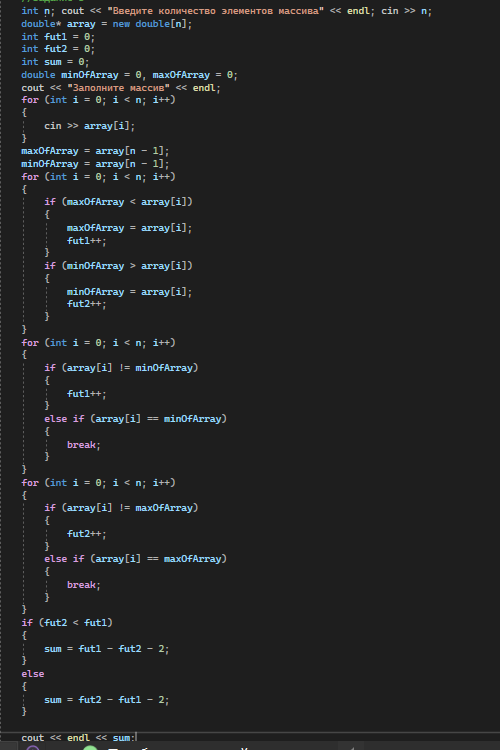 int n; cout << "Введите количество элементов массива" << endl; cin >> n;
double* array = new double[n];
int fut1 = 0;
int fut2 = 0;
int sum = 0;
double minOfArray = 0, maxOfArray = 0;
cout << "Заполните массив" << endl;
for (int i = 0; i < n; i++)
{
cin >> array[i];
}
maxOfArray = array[n - 1];
minOfArray = array[n - 1];
for (int i = 0; i < n; i++)
{
if (maxOfArray < array[i])
{
maxOfArray = array[i];
fut1++;
}
if (minOfArray > array[i])
{
minOfArray = array[i];
fut2++;
}
}
for (int i = 0; i < n; i++)
{
if (array[i] != minOfArray)
{
fut1++;
}
else if (array[i] == minOfArray)
{
break;
}
}
for (int i = 0; i < n; i++)
{
if (array[i] != maxOfArray)
{
fut2++;
}
else if (array[i] == maxOfArray)
{
break;
}
}
if (fut2 < fut1)
{
sum = fut1 - fut2 - 2;
}
else
{
sum = fut2 - fut1 - 2;
}
cout << endl << sum;